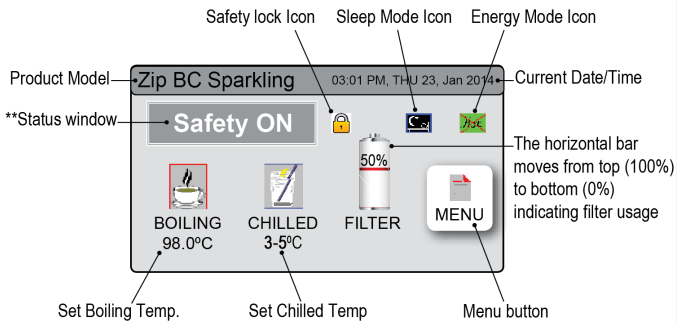 Safety lock Icon
Sleep Mode Icon
Energy Mode Icon
Product Model
Zip BC Sparkling
03:01 PM, THU 23, Jan 2014
Current Date/Time
**Status window
Safety ON
Hot
50%
The horizontal bar
moves from top (100%)
to bottom (0%)
indicating filter usage
BOILING
98.0ºC
CHILLED
3-5ºC
FILTER
MENU
Set Boiling Temp.
Set Chilled Temp
Menu button